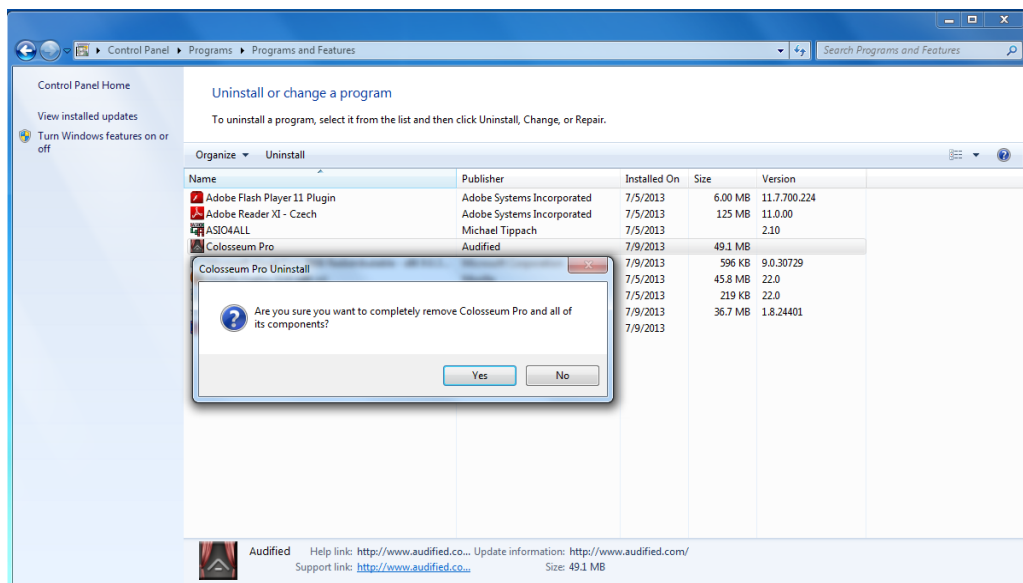 Control Panel Programs Programs and Features
Search Programs and Features
Control Panel Home
View installed updates
Turn Windows features on or
off
Uninstall or change a program
To uninstall a program, select it from the list and then click Uninstall, Change, or Repair.
Organize Uninstall
Name Publisher Installed On Size Version
Adobe Flash Player 11 Plugin Adobe Systems Incorporated 7/5/2013 6.00 MB 11.7.700.224
Adobe Reader XI - Czech Adobe Systems Incorporated 7/5/2013 125 MB 11.0.00
ASIO4ALL Michael Tippach 7/5/2013 2.10
Colosseum Pro Audified 7/9/2013 49.1 MB
7/9/2013 596 KB 9.0.30729
7/5/2013 45.8 MB 22.0
7/5/2013 219 KB 22.0
7/9/2013 36.7 MB 1.8.24401
7/9/2013
Colosseum Pro Uninstall
Are you sure you want to completely remove Colosseum Pro and all of
its components?
Yes No
Audified Help link: http://www.audified.co... Update information: http://www.audified.com/
Support link: http://www.audified.co... Size: 49.1 MB